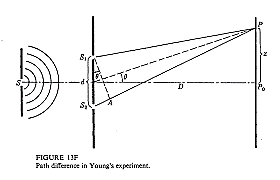 P
S₁
S
θ
θ
x
d
D
P₀
A
S₂
FIGURE 13F
Path difference in Young's experiment.